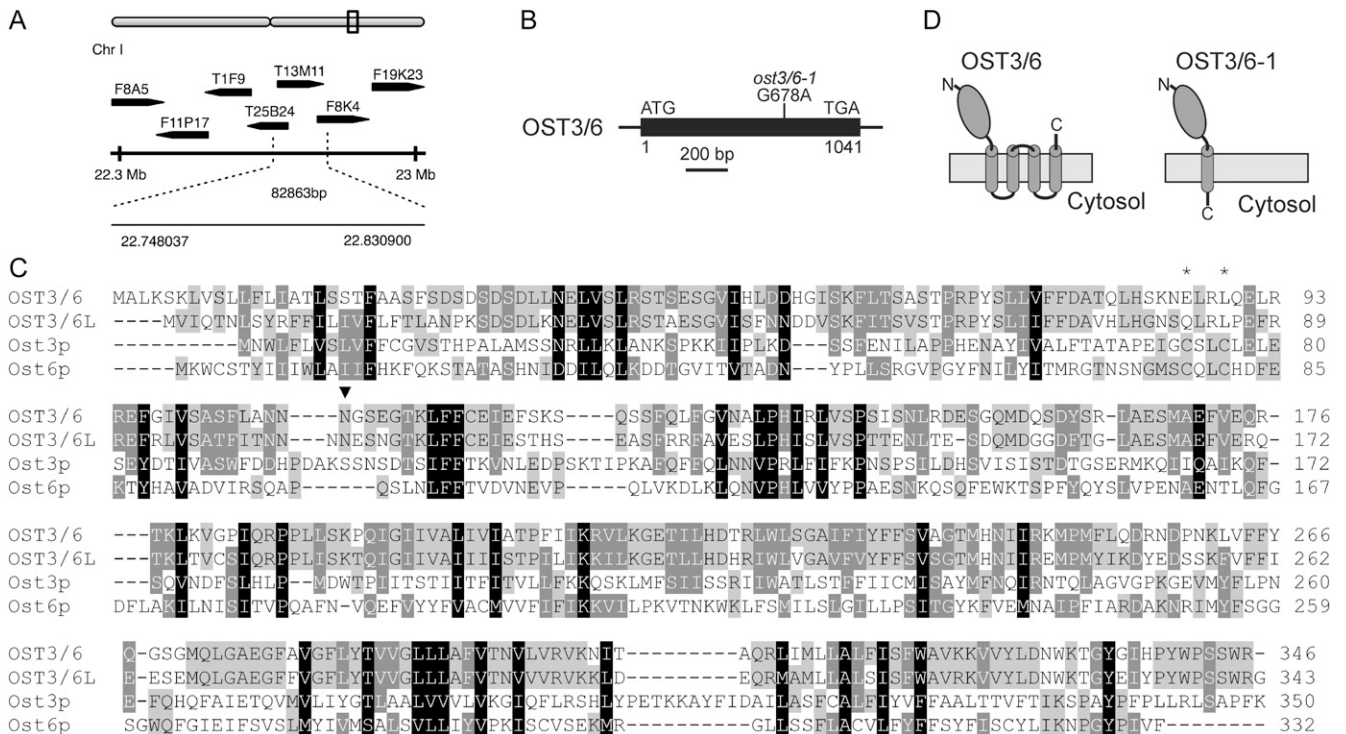 A
Chr I
F8A5
T1F9
T13M11
F19K23
F11P17
T25B24
F8K4
22.3 Mb
23 Mb
82863bp
22.748037
22.830900
B
ost3/6-1
G678A
ATG
TGA
OST3/6
1
1041
200 bp
D
OST3/6
OST3/6-1
N
C
Cytosol
N
C
Cytosol
C
* *
OST3/6 MALKSKLVSLLFLIATLSSTFAASFSDSDSDSDLLNELVSLRSTSESGVIHLDDHGISKFLTSASTPRPYSLLVFFDATQLHSKNELRLQELR 93
OST3/6L -----MVIQTNLSYRFFILIVFLFTLANPKSDSDLKNELVSLRSTAESGVISFNNDDVSKFITSVSTPRPYSLIIFFDAVHLHGNSQLRLPEFR 89
Ost3p ----------MNWLFLVSLVFFCGVSTHPALAMSSNRLLKLANKSPKKIIPLKD---SSFENILAPPHENAYIVALFTATAPEIGCSLCLELE 80
Ost6p -----MKWCSTYIIIWLAIIFHKFQKSTATASHNIDDILQLKDDTGVITVTADN---YPLLSRGVPGYFNILYITMRGTNSNGMSCQLCHDFE 85
REFGIVSASFLANN----NGSEGTKLFFCEIEFSKS----QSSFQLFGVNALPHIRLVSPSISNLRDESGQMDQSDYSR-LAESMAEFVEQR- 176
OST3/6L REFRLVSATFITNN----NNESNGTKLFFCEIESTHS----EASFRRFAVESLPHISLVSPTTENLTE-SDQMDGGDFTG-LAESMAEFVERQ- 172
Ost3p SEYDTIVASWFDDHPDAKSSNSDTSIFFTKVNLEDPSKTIPKAFQFFQLNNVPRLFIFKPNSPSILDHSVISISTDTGSERMKQIIQAIKQF- 172
Ost6p KTYHAVADVIRSQAP------QSLNLFFTVDVNEVP-----QLVKDLKLQNVPHLVVYPPAESNKQSQFEWKTSPFYQYSLVPENAENTLQFG 167
OST3/6 ---TKLKVGPIQRPPLLSKPQIGIIVALIVIATPFIIKRVLKGETILHDTRLWLSGAIFIYFFSVAGTMHNIIRKMPMFLQDRNDPNKLVFFY 266
OST3/6L ---TKLTVCSIQRPPLISKTQIGIIVAIIIISTPILIKKILKGETLLHDHRIWLVGAVFVYFFSVSGTMHNIIREMPMYIKDYEDSSKFVFFI 262
Ost3p ---SQVNDFSLHLP---MDWTPIITSTIITFITVLLFKKQSKLMFSIISSRIIWATLSTFFIICMISAYMFNQIRNTQLAGVGPKGEVMYFLPN 260
Ost6p DFLAKILNISITVPQAFN-VQEFVYYFVACMVVFIFIKKVILPKVTNKWKLFSMILSLGILLPSITGYKFVEMNAIPFIARDAKNRIMYFSGG 259
OST3/6 Q-GSGMQLGAEGFAVGFLYTVVGLLLAFVTNVLVRVKNIT---------AQRLIMLLALFISFWAVKKVVYLDNWKTGYGIHPYWPSSWR- 346
OST3/6L E-ESEMQLGAEGFFVGFLYTVVGLLLAFVTNVVVRVKKLD---------EQRMAMLLALSISFWAVRKVVYLDNWKTGYEIYPYWPSSWRG 343
Ost3p E-FQHQFAIETQVMVLIYGTLAALVVVLVKGIQFLRSHLYPETKKAYFIDAILASFCALFIYVFFAALTTVFTIKSPAYPFPLLRLSAPFK 350
Ost6p SGWQFGIEIFSVSLMYIVMSALSVLLIYVPKISCVSEKMR---------GLLSSFLACVLFYFFSYFISCYLIKNPGYPIVF-------- 332